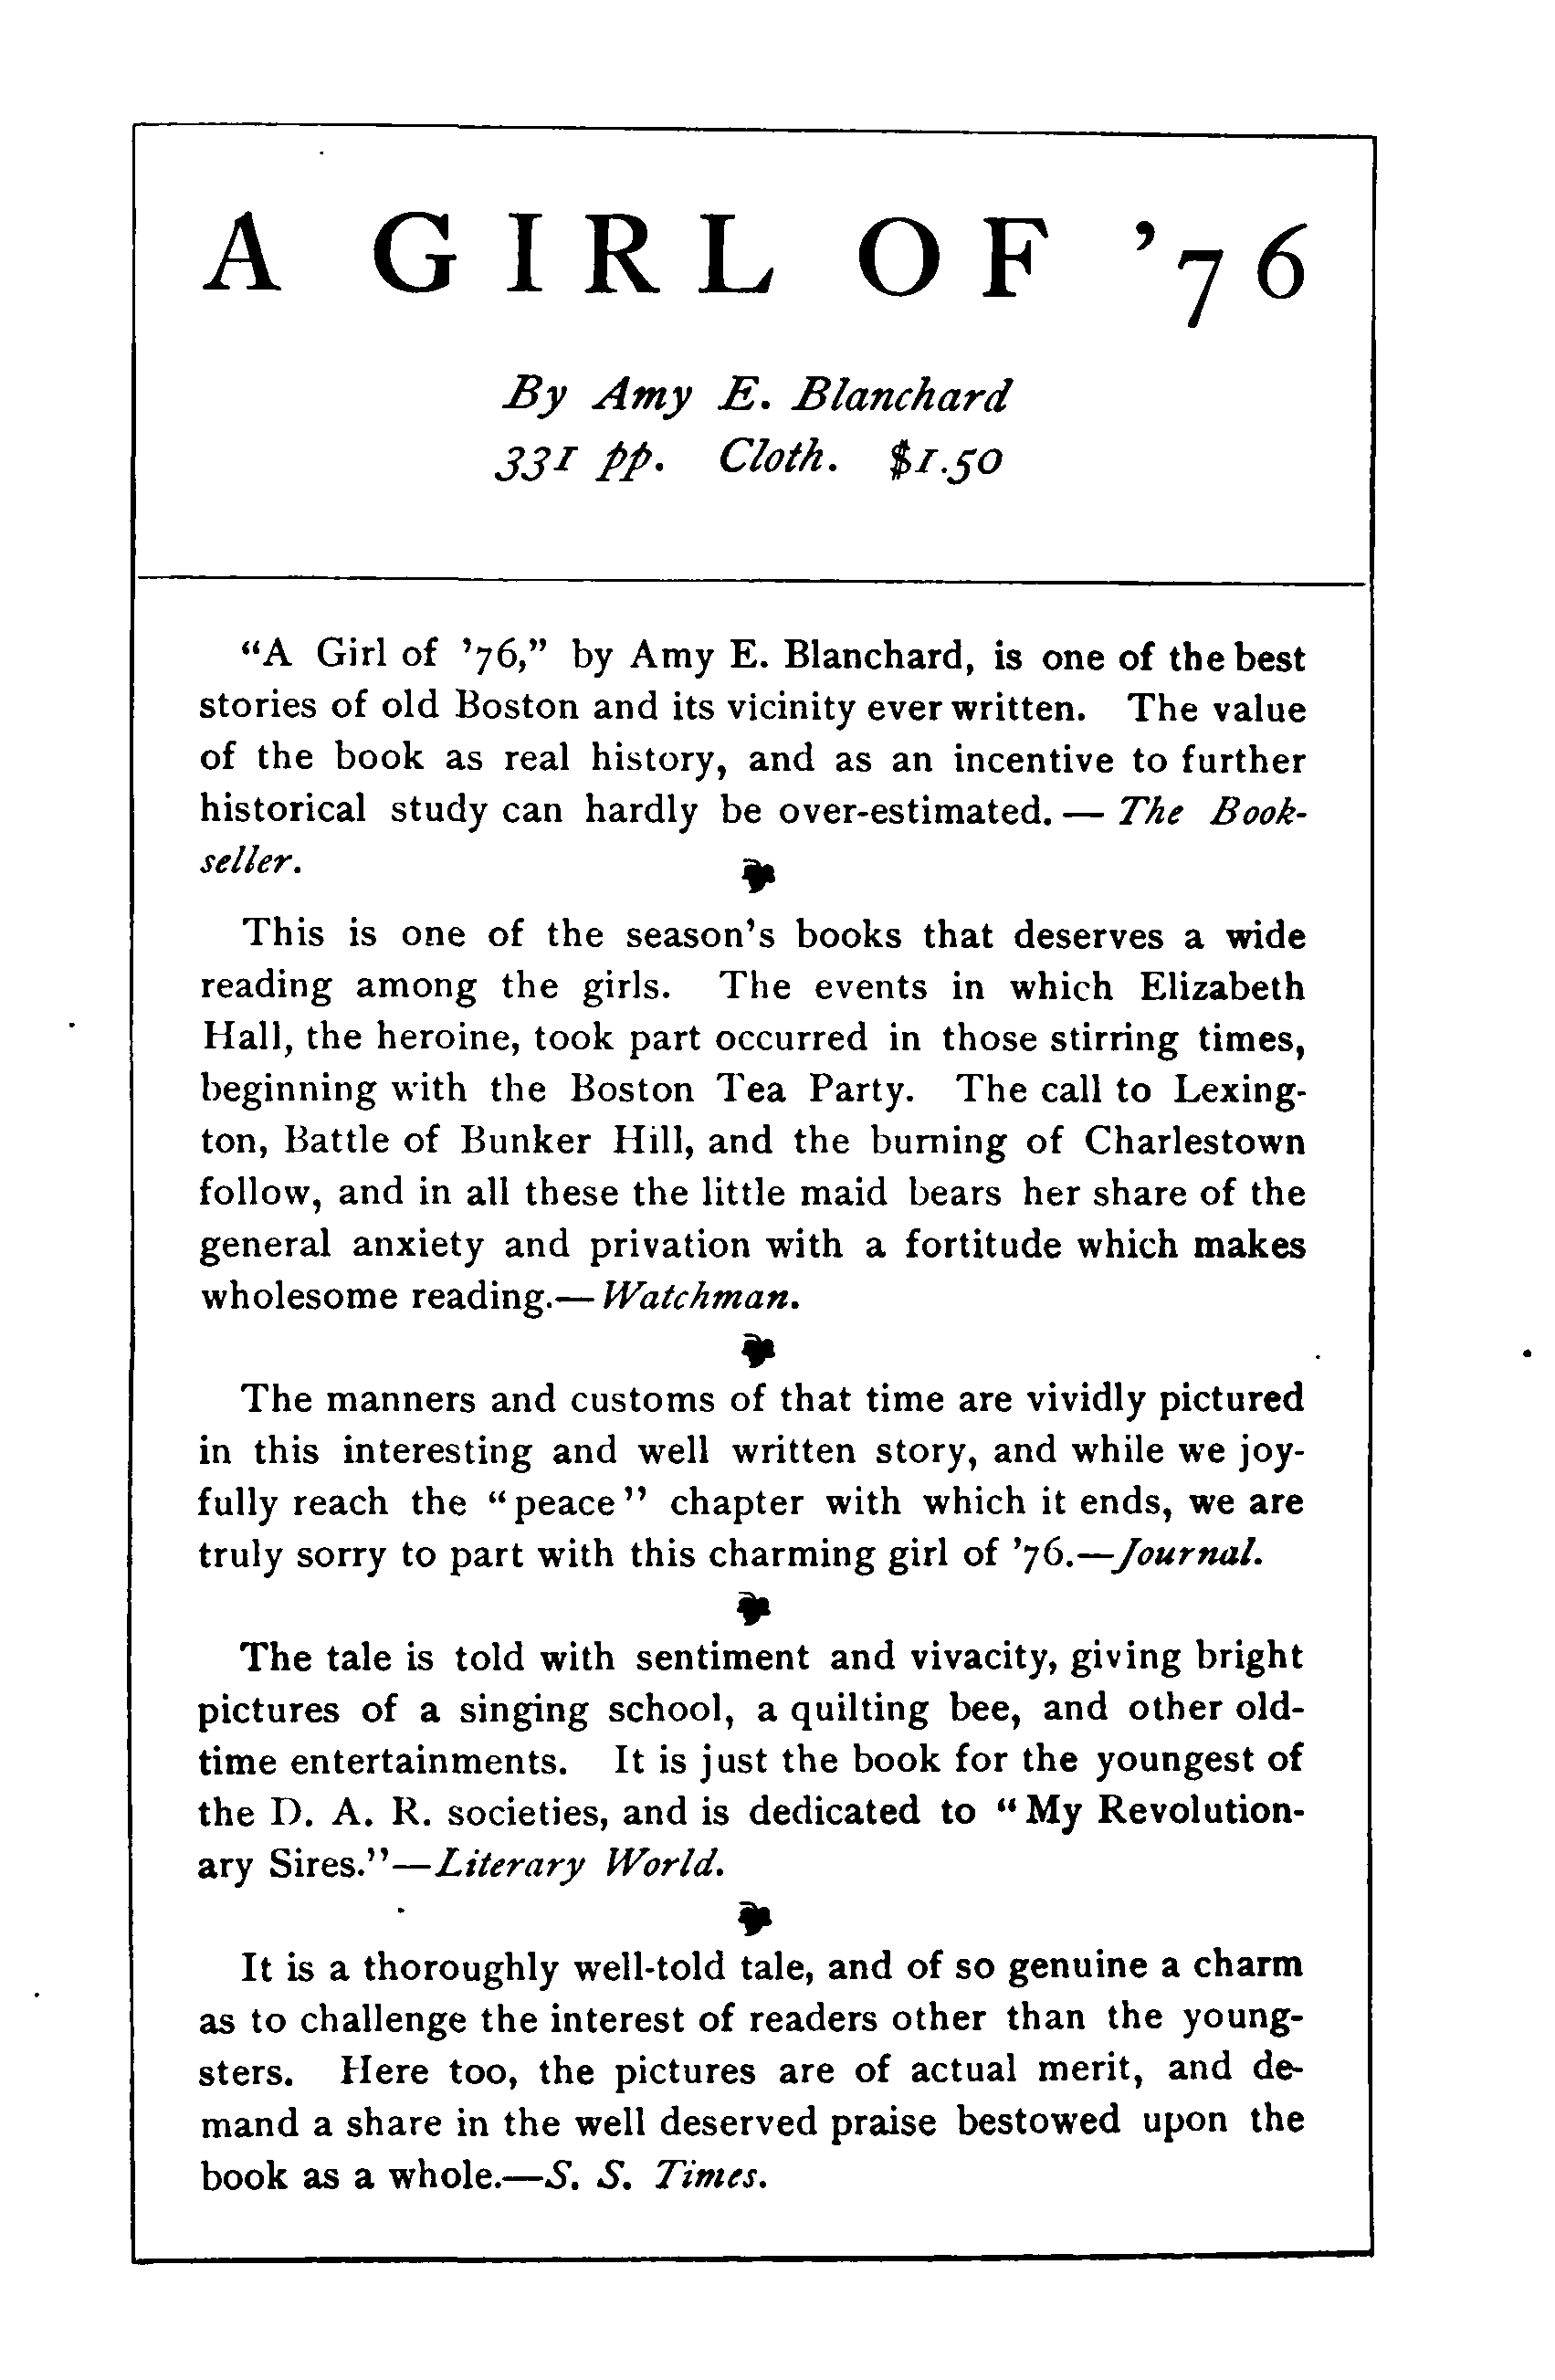 A GIRL OF ’76
By Amy E. Blanchard
331 pp. Cloth. $1.50
“A Girl of ’76,” by Amy E. Blanchard, is one of the best
stories of old Boston and its vicinity ever written. The value
of the book as real history, and as an incentive to further
historical study can hardly be over-estimated. — The Book-
seller.
This is one of the season’s books that deserves a wide
reading among the girls. The events in which Elizabeth
Hall, the heroine, took part occurred in those stirring times,
beginning with the Boston Tea Party. The call to Lexing-
ton, Battle of Bunker Hill, and the burning of Charlestown
follow, and in all these the little maid bears her share of the
general anxiety and privation with a fortitude which makes
wholesome reading.— Watchman.
The manners and customs of that time are vividly pictured
in this interesting and well written story, and while we joy-
fully reach the “peace” chapter with which it ends, we are
truly sorry to part with this charming girl of ’76.—Journal.
The tale is told with sentiment and vivacity, giving bright
pictures of a singing school, a quilting bee, and other old-
time entertainments. It is just the book for the youngest of
the D. A. R. societies, and is dedicated to “My Revolution-
ary Sires.”—Literary World.
It is a thoroughly well-told tale, and of so genuine a charm
as to challenge the interest of readers other than the young-
sters. Here too, the pictures are of actual merit, and de-
mand a share in the well deserved praise bestowed upon the
book as a whole.—S. S. Times.